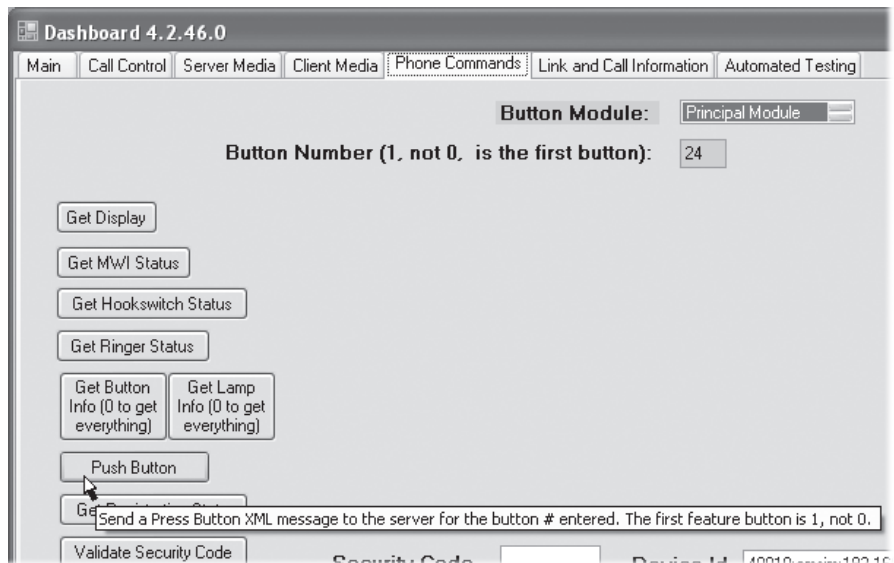 Dashboard 4.2.46.0
Main Call Control Server Media Client Media Phone Commands Link and Call Information Automated Testing
Button Module: Principal Module
Button Number (1, not 0, is the first button): 24
Get Display
Get MWI Status
Get Hookswitch Status
Get Ringer Status
Get Button Info (0 to get everything)
Get Lamp Info (0 to get everything)
Push Button
Send a Press Button XML message to the server for the button # entered. The first feature button is 1, not 0.
Validate Security Code
Security Code
Device Id